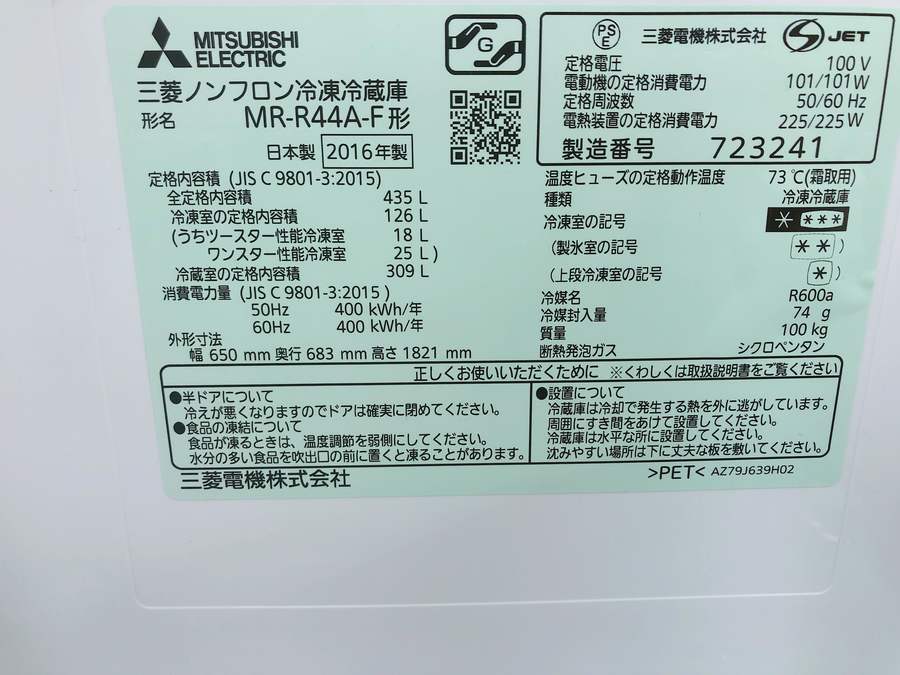 MITSUBISHI
ELECTRIC
G
三菱ノンフロン冷凍冷蔵庫
形名 MR-R44A-F形
日本製 2016年製
PS
E
三菱電機株式会社
JET
定格電圧 100 V
電動機の定格消費電力 101/101W
定格周波数 50/60 Hz
電熱装置の定格消費電力 225/225W
製造番号 723241
定格内容積 (JIS C 9801-3:2015)
全定格内容積 435 L
冷凍室の定格内容積 126 L
(うちツースター性能冷凍室 18 L
ワンスター性能冷凍室 25 L)
冷蔵室の定格内容積 309 L
消費電力量 (JIS C 9801-3:2015 )
50Hz 400 kWh/年
60Hz 400 kWh/年
外形寸法
幅 650 mm 奥行 683 mm 高さ 1821 mm
温度ヒューズの定格動作温度 73 ℃(霜取用)
種類 冷凍冷蔵庫
冷凍室の記号 * ***
(製氷室の記号 ** )
(上段冷凍室の記号 * )
冷媒名 R600a
冷媒封入量 74 g
質量 100 kg
断熱発泡ガス シクロペンタン
正しくお使いいただくために ※くわしくは取扱説明書をご覧ください
●半ドアについて
冷えが悪くなりますのでドアは確実に閉めてください。
●食品の凍結について
食品が凍るときは、温度調節を弱側にしてください。
水分の多い食品を吹出口の前に置くと凍ることがあります。
●設置について
冷蔵庫は冷却で発生する熱を外に逃がしています。
周囲にすき間をあけて設置してください。
冷蔵庫は水平な所に設置してください。
沈みやすい場所は下に丈夫な板を敷いてください。
三菱電機株式会社
>PET< AZ79J639H02